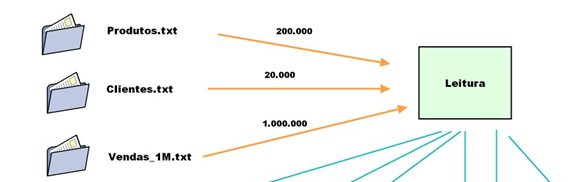 Produtos.txt
200.000
Clientes.txt
20.000
Leitura
Vendas_1M.txt
1.000.000